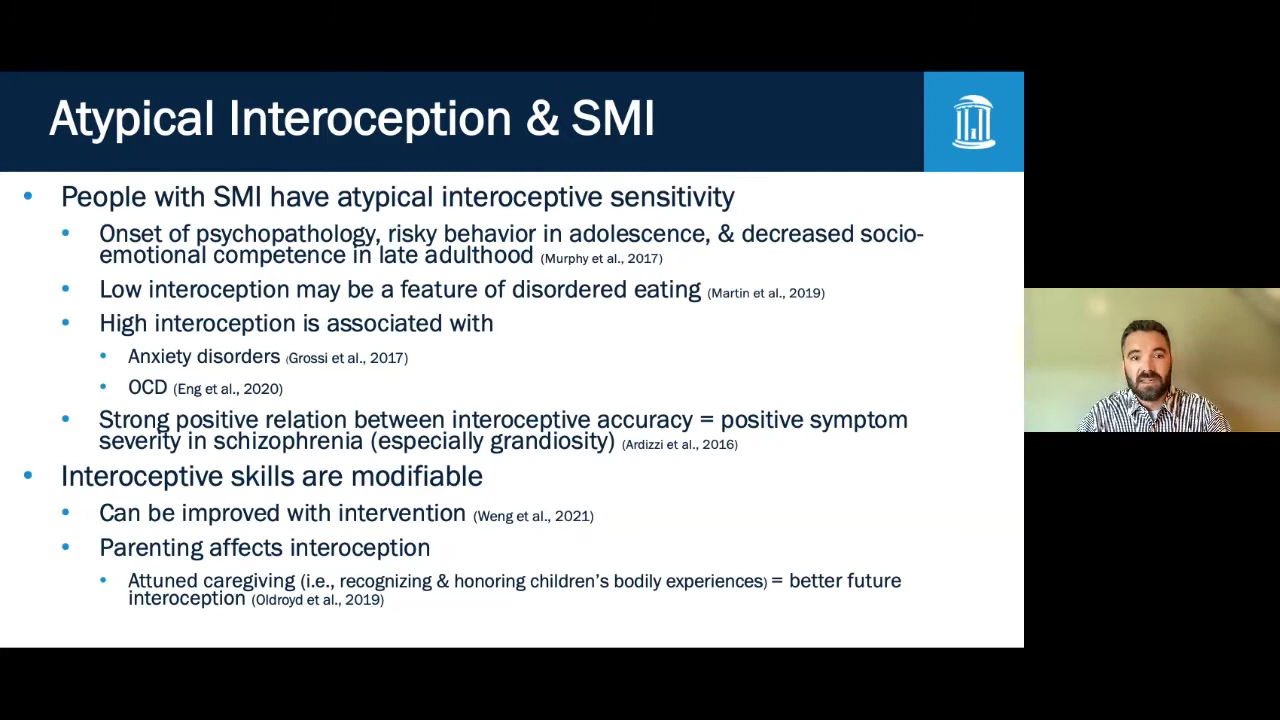 Atypical Interoception & SMI
• People with SMI have atypical interoceptive sensitivity
• Onset of psychopathology, risky behavior in adolescence, & decreased socio-
emotional competence in late adulthood (Murphy et al., 2017)
• Low interoception may be a feature of disordered eating (Martin et al., 2019)
• High interoception is associated with
• Anxiety disorders (Grossi et al., 2017)
• OCD (Eng et al., 2020)
• Strong positive relation between interoceptive accuracy = positive symptom
severity in schizophrenia (especially grandiosity) (Ardizzi et al., 2016)
• Interoceptive skills are modifiable
• Can be improved with intervention (Weng et al., 2021)
• Parenting affects interoception
• Attuned caregiving (i.e., recognizing & honoring children’s bodily experiences) = better future
interoception (Oldroyd et al., 2019)